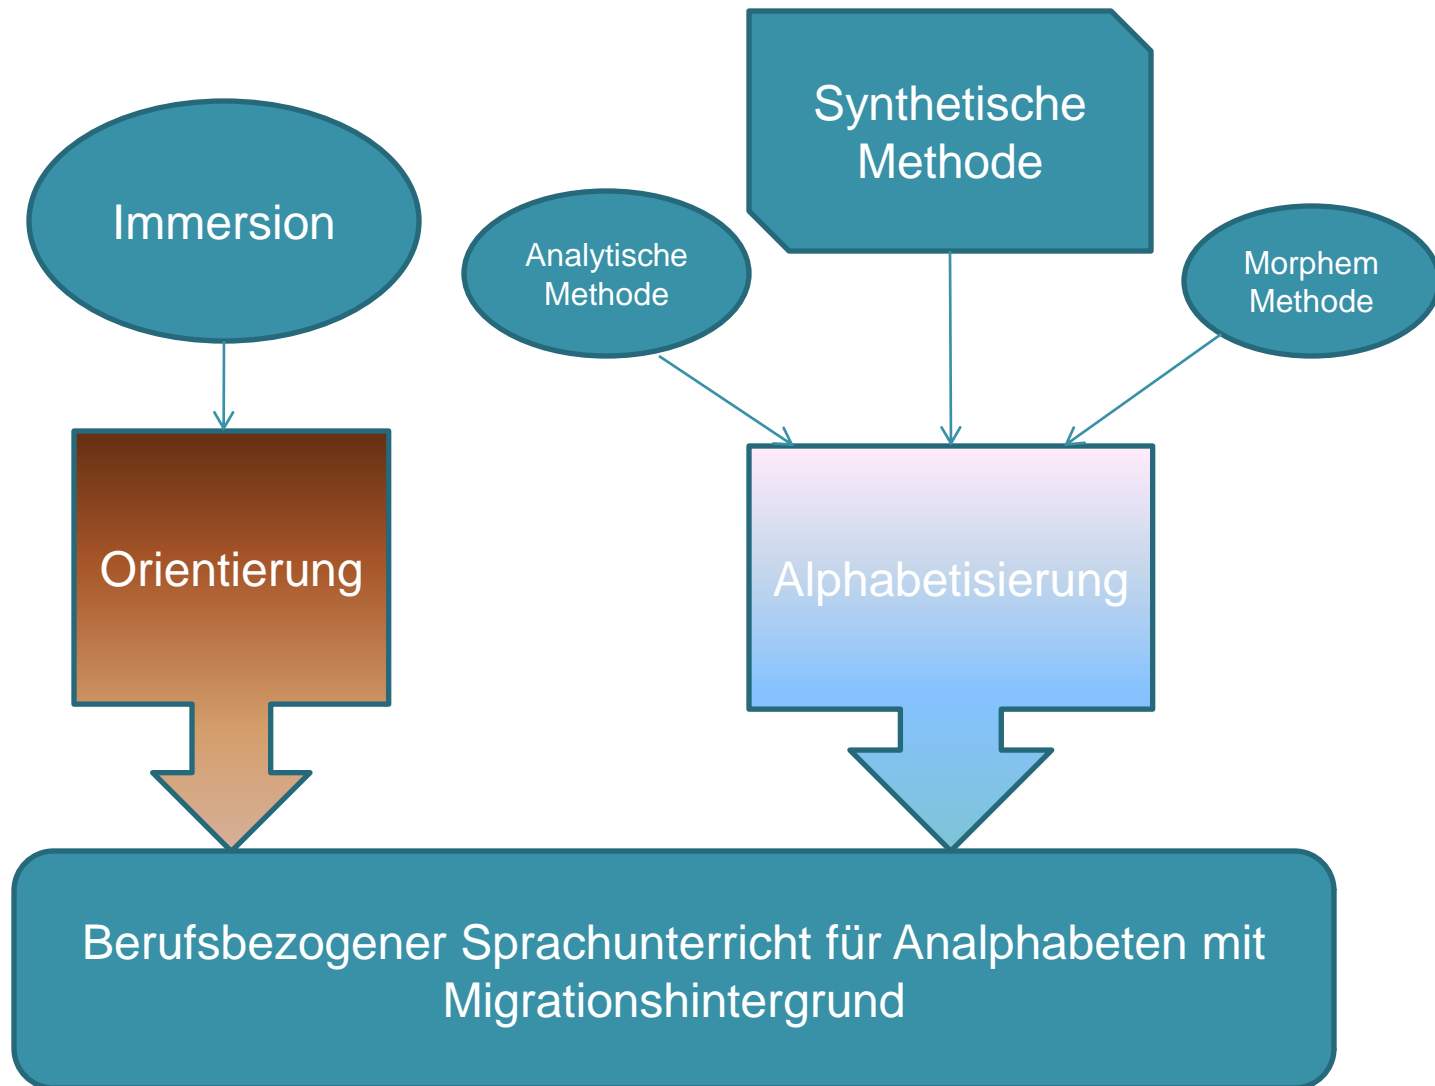 Synthetische
Methode
Immersion
Analytische
Methode
Morphem
Methode
Orientierung
Alphabetisierung
Berufsbezogener Sprachunterricht für Analphabeten mit
Migrationshintergrund